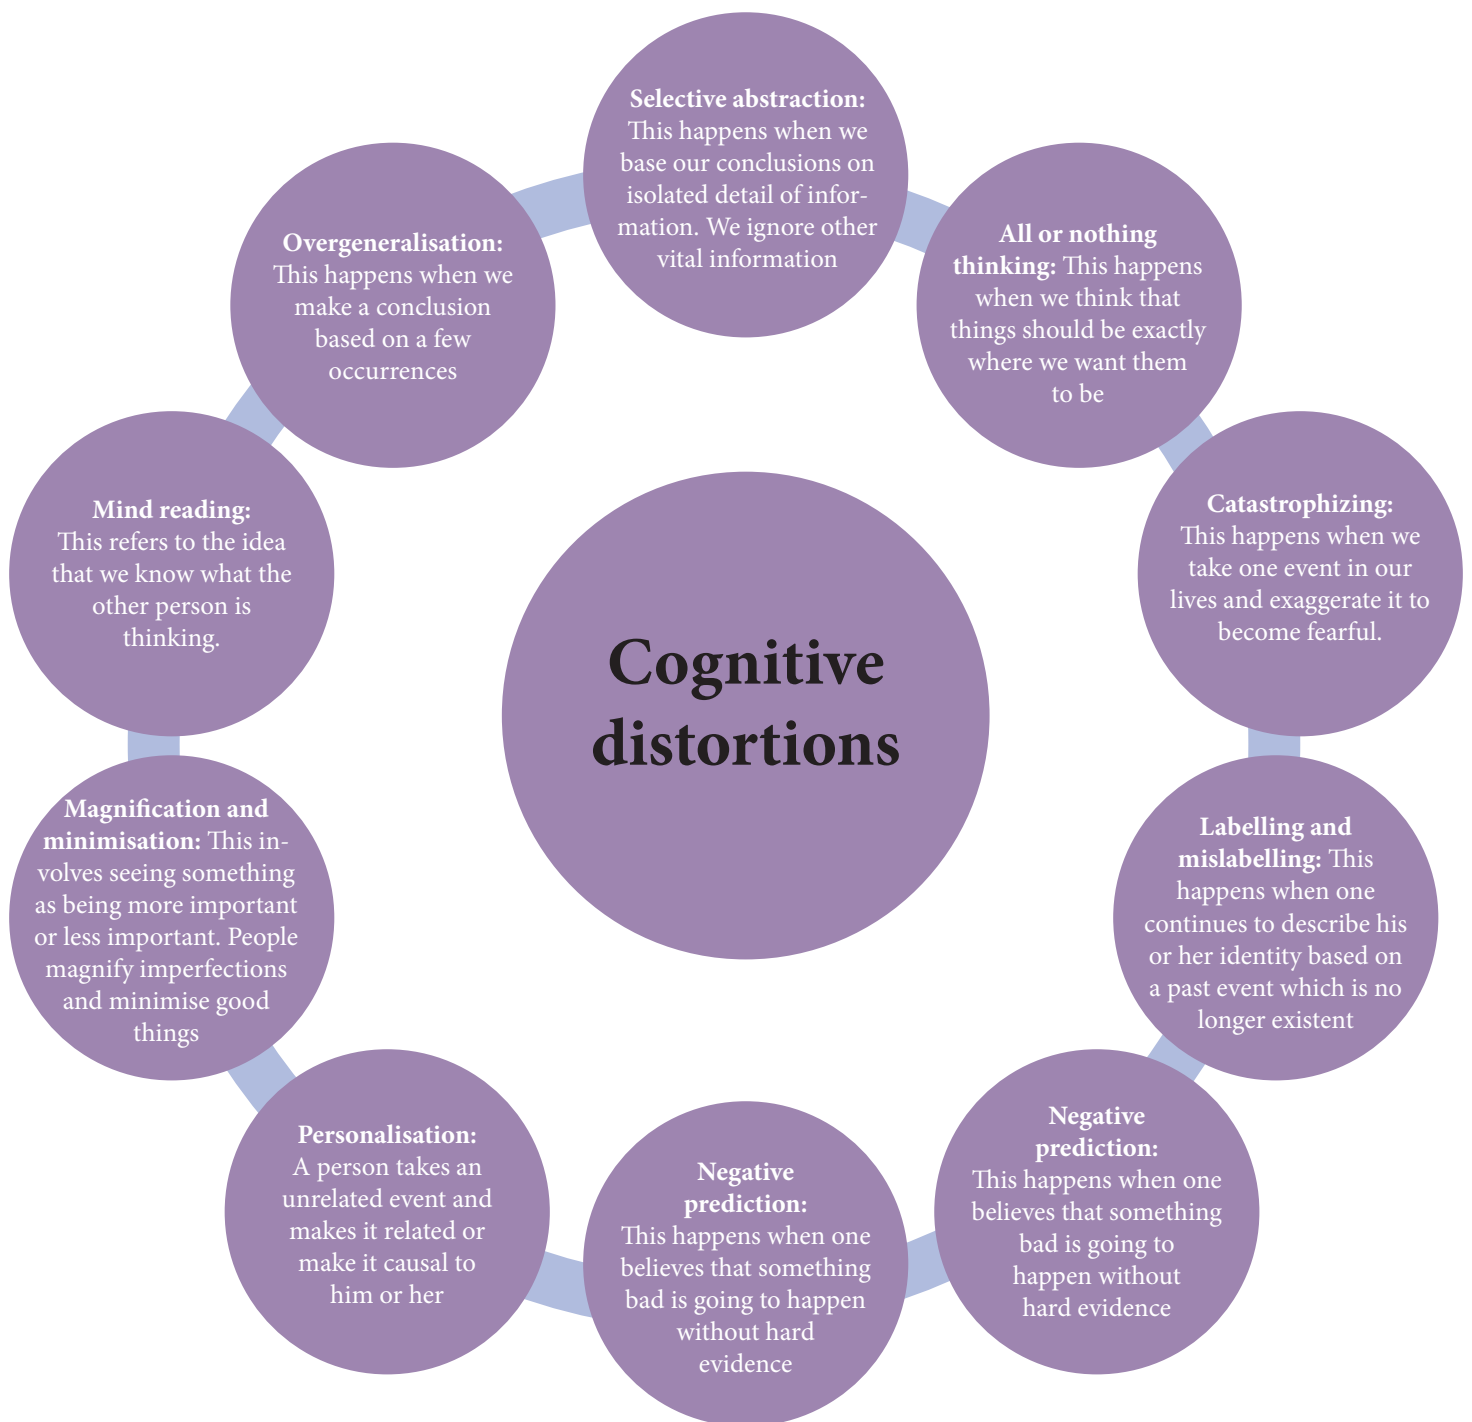 Selective abstraction:
This happens when we
base our conclusions on
isolated detail of infor-
mation. We ignore other
vital information
All or nothing
thinking: This happens
when we think that
things should be exactly
where we want them
to be
Catastrophizing:
This happens when we
take one event in our
lives and exaggerate it to
become fearful.
Labelling and
mislabelling: This
happens when one
continues to describe his
or her identity based on
a past event which is no
longer existent
Negative
prediction:
This happens when one
believes that something
bad is going to
happen without
hard evidence
Negative
prediction:
This happens when one
believes that something
bad is going to happen
without hard
evidence
Personalisation:
A person takes an
unrelated event and
makes it related or
make it causal to
him or her
Magnification and
minimisation: This in-
volves seeing something
as being more important
or less important. People
magnify imperfections
and minimise good
things
Mind reading:
This refers to the idea
that we know what the
other person is
thinking.
Overgeneralisation:
This happens when we
make a conclusion
based on a few
occurrences
Cognitive
distortions